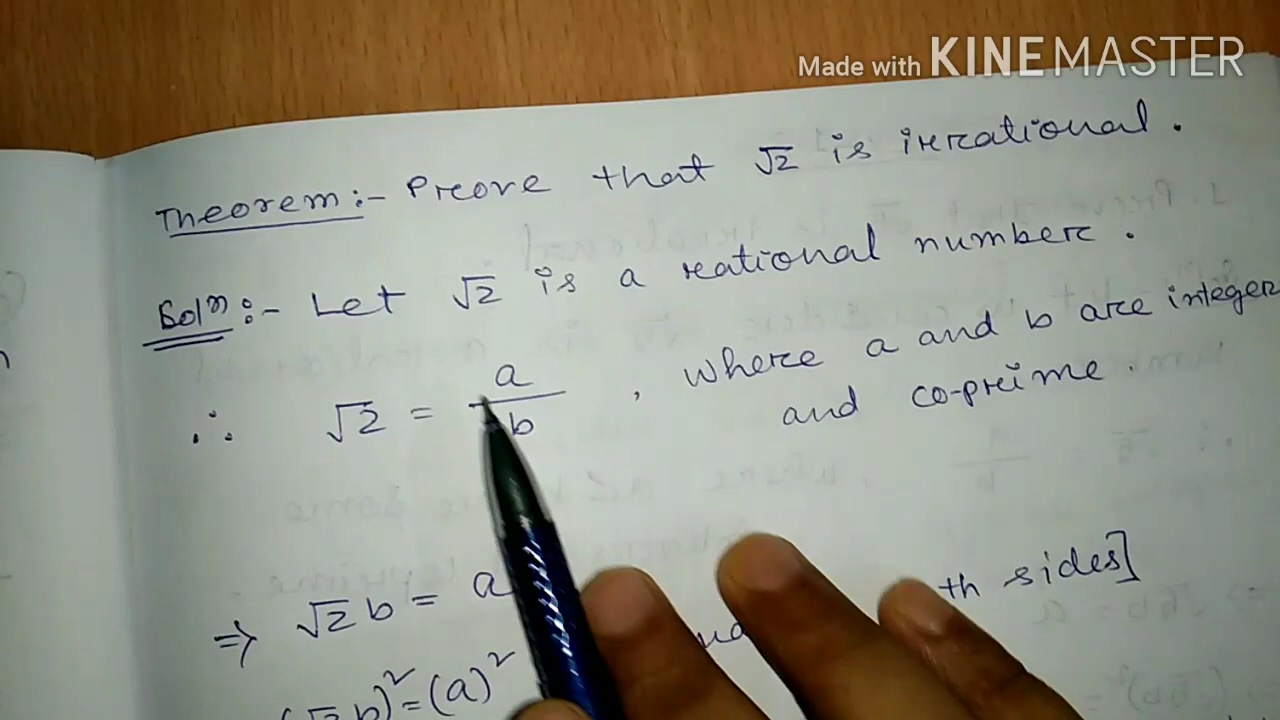 Made with KINEMASTER
Theorem:- Prove that √2 is irrational.
Soln:- Let √2 is a rational number.
∴ √2 = a/b , where a and b are integer
and co-prime.
⇒ √2 b = a th sides]
(√2 b)² = (a)²